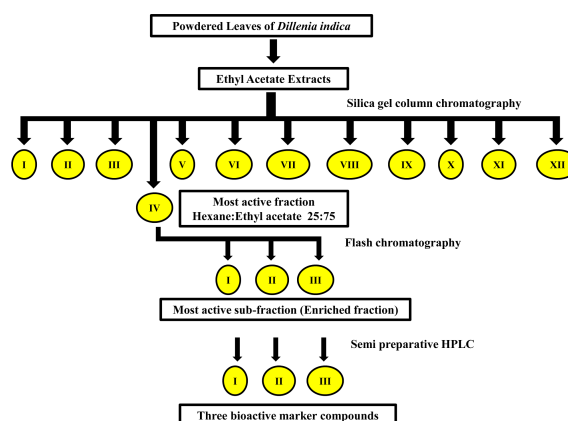 Powdered Leaves of Dillenia indica
Ethyl Acetate Extracts
Silica gel column chromatography
I II III V VI VII VIII IX X XI XII
IV
Most active fraction
Hexane:Ethyl acetate 25:75
Flash chromatography
I II III
Most active sub-fraction (Enriched fraction)
Semi preparative HPLC
I II III
Three bioactive marker compounds